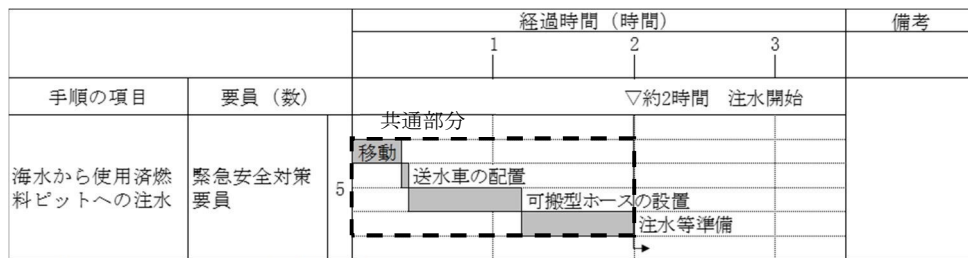 経過時間（時間）
備考
1
2
3
手順の項目
要員（数）
▽約2時間　注水開始
共通部分
移動
海水から使用済燃
料ピットへの注水
緊急安全対策
要員
5
送水車の配置
可搬型ホースの設置
注水等準備